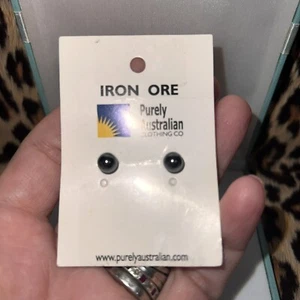 IRON ORE
Purely
Australian
CLOTHING CO
www.purelyaustralian.com